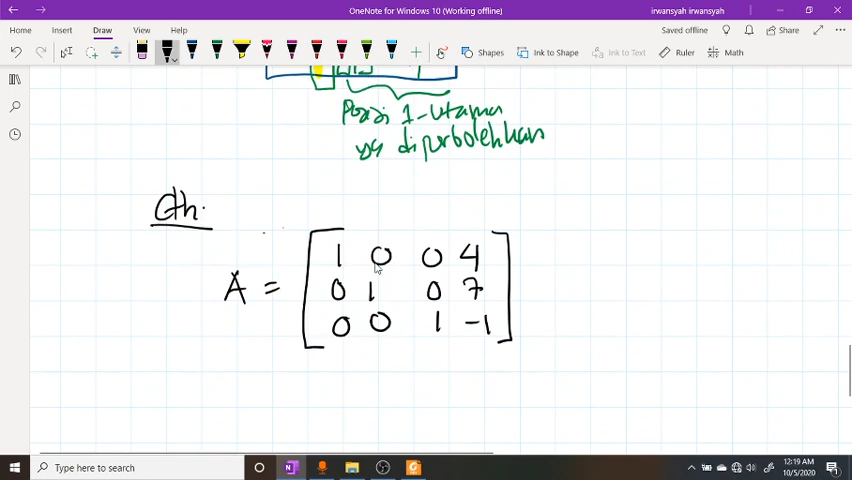 OneNote for Windows 10 (Working offline)
irwansyah irwansyah
Home Insert Draw View Help
Saved offline Share
Shapes Ink to Shape Ink to Text Ruler Math
Posisi 1-utama
yg diperbolehkan
Cth.
A = [ 1 0 0 4
0 1 0 7
0 0 1 -1 ]
Type here to search
12:19 AM
10/5/2020